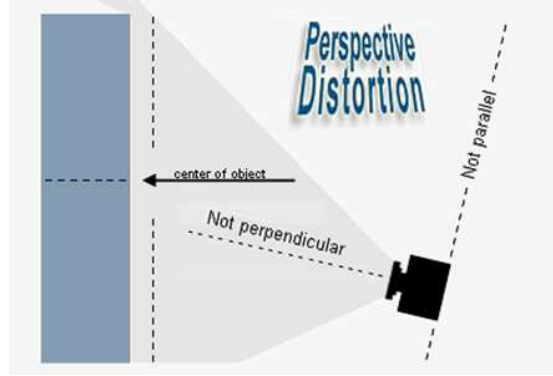 Perspective
Distortion
Not parallel
center of object
Not perpendicular